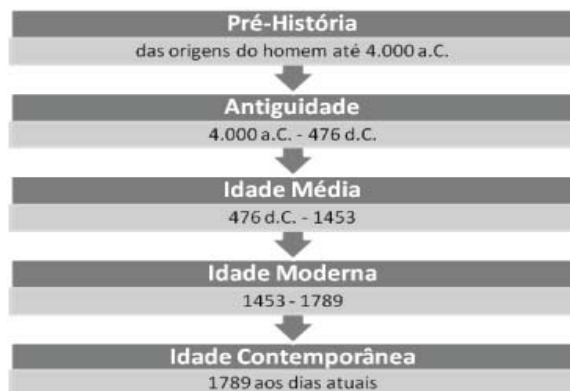 Pré-História
das origens do homem até 4.000 a.C.
Antiguidade
4.000 a.C. - 476 d.C.
Idade Média
476 d.C. - 1453
Idade Moderna
1453 - 1789
Idade Contemporânea
1789 aos dias atuais